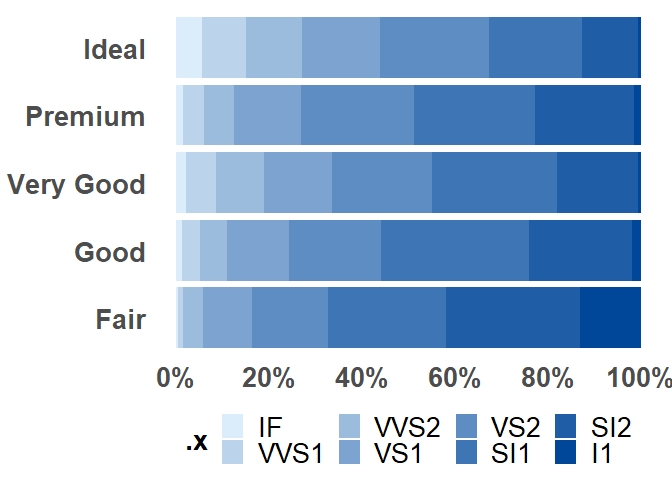 Ideal
Premium
Very Good
Good
Fair
0% 20% 40% 60% 80% 100%
.x IF VVS2 VS2 SI2
VVS1 VS1 SI1 I1